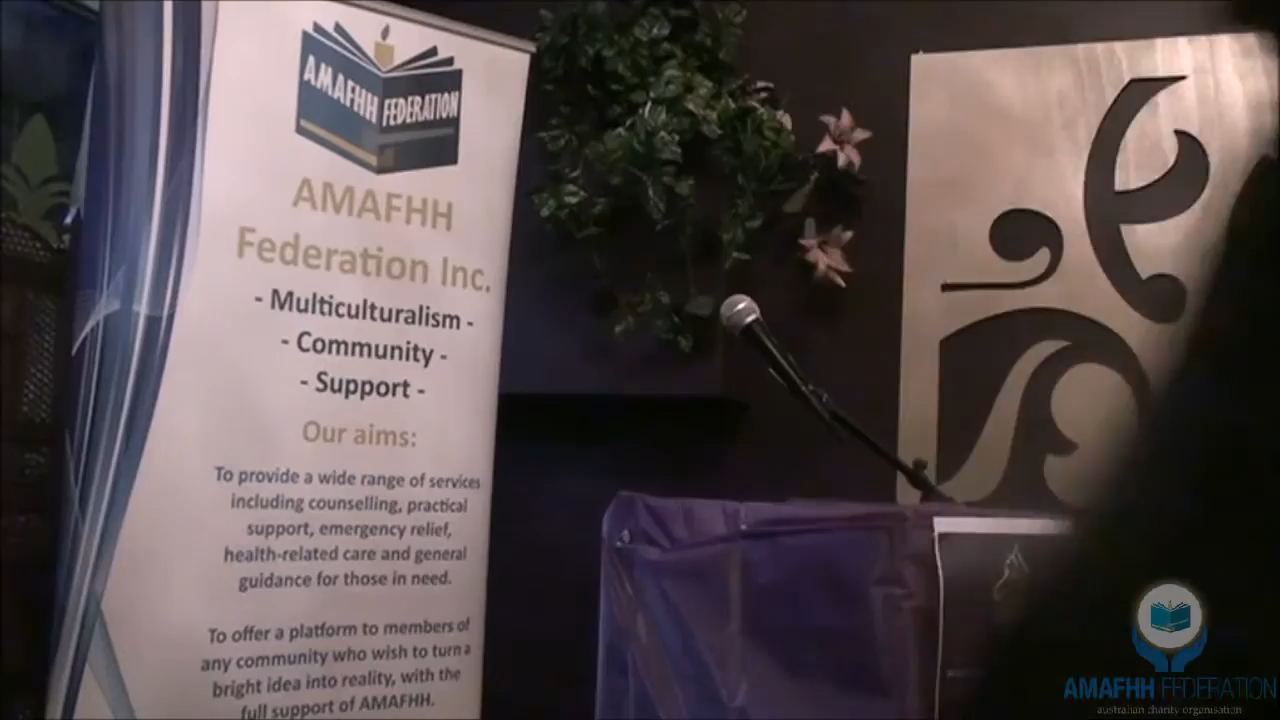 AMAFHH FEDERATION
AMAFHH
Federation Inc.
- Multiculturalism -
- Community -
- Support -
Our aims:
To provide a wide range of services
including counselling, practical
support, emergency relief,
health-related care and general
guidance for those in need.
To offer a platform to members of
any community who wish to turn a
bright idea into reality, with the
full support of AMAFHH.
AMAFHH FEDERATION
australian charity organisation